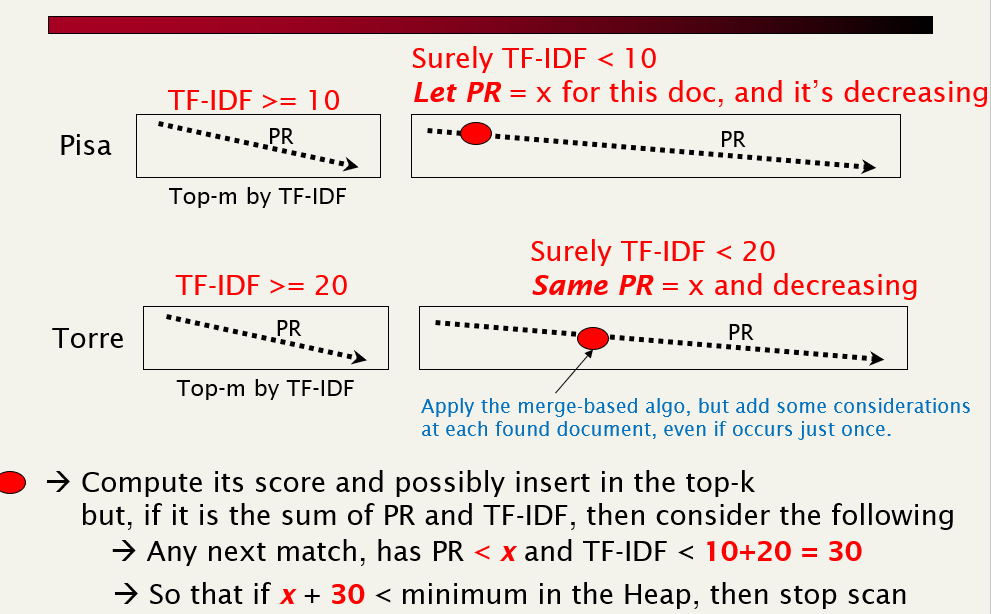 Surely TF-IDF < 10
TF-IDF >= 10
Let PR = x for this doc, and it’s decreasing
Pisa
PR
PR
Top-m by TF-IDF
Surely TF-IDF < 20
TF-IDF >= 20
Same PR = x and decreasing
Torre
PR
PR
Top-m by TF-IDF
Apply the merge-based algo, but add some considerations
at each found document, even if occurs just once.
→ Compute its score and possibly insert in the top-k
but, if it is the sum of PR and TF-IDF, then consider the following
→ Any next match, has PR < x and TF-IDF < 10+20 = 30
→ So that if x + 30 < minimum in the Heap, then stop scan